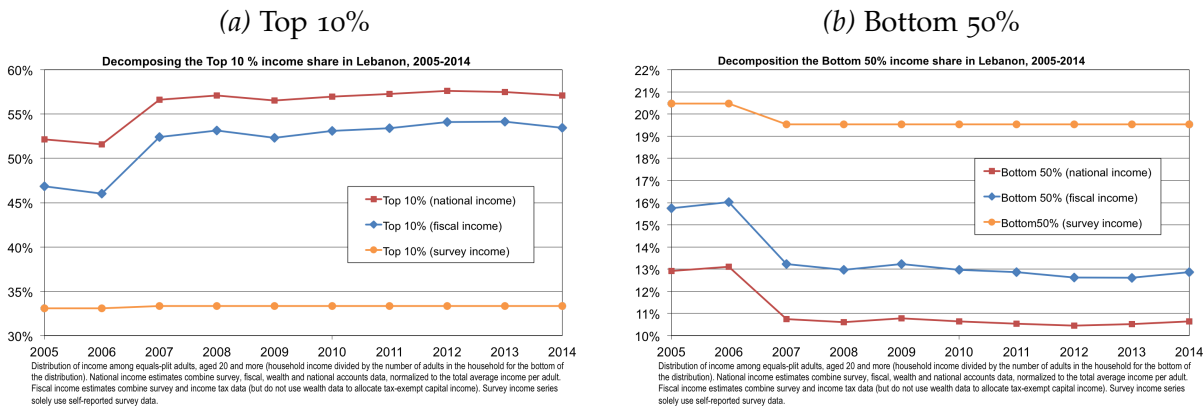 (a) Top 10%
Decomposing the Top 10 % income share in Lebanon, 2005-2014
60%
55%
50%
45%
40%
35%
30%
Top 10% (national income)
Top 10% (fiscal income)
Top 10% (survey income)
2005 2006 2007 2008 2009 2010 2011 2012 2013 2014
Distribution of income among equals-plit adults, aged 20 and more (household income divided by the number of adults in the household for the bottom of
the distribution). National income estimates combine survey, fiscal, wealth and national accounts data, normalized to the total average income per adult.
Fiscal income estimates combine survey and income tax data (but do not use wealth data to allocate tax-exempt capital income). Survey income series
solely use self-reported survey data.
(b) Bottom 50%
Decomposition the Bottom 50% income share in Lebanon, 2005-2014
22%
21%
20%
19%
18%
17%
16%
15%
14%
13%
12%
11%
10%
Bottom 50% (national income)
Bottom 50% (fiscal income)
Bottom50% (survey income)
2005 2006 2007 2008 2009 2010 2011 2012 2013 2014
Distribution of income among equals-plit adults, aged 20 and more (household income divided by the number of adults in the household for the bottom of
the distribution). National income estimates combine survey, fiscal, wealth and national accounts data, normalized to the total average income per adult.
Fiscal income estimates combine survey and income tax data (but do not use wealth data to allocate tax-exempt capital income). Survey income series
solely use self-reported survey data.